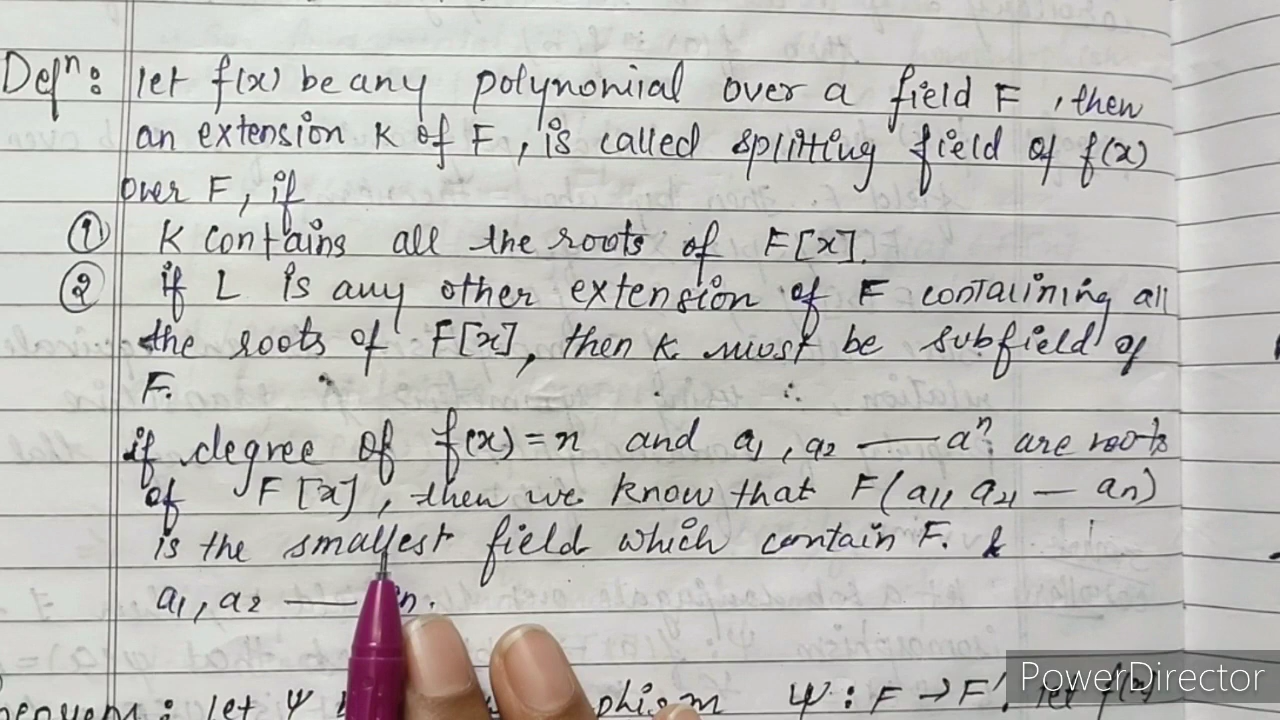 Defⁿ: let f(x) be any polynomial over a field F, then
an extension K of F, is called splitting field of f(x)
over F, if
① K contains all the roots of F[x].
② if L is any other extension of F containing all
the roots of F[x], then K must be subfield of
F.
if degree of f(x) = n and a₁, a₂ — aⁿ are roots
of F[x], then we know that F(a₁, a₂, — an)
is the smallest field which contain F. &
a₁, a₂ — n.
PowerDirector
let ψ phism ψ: F → F'. let f(x)